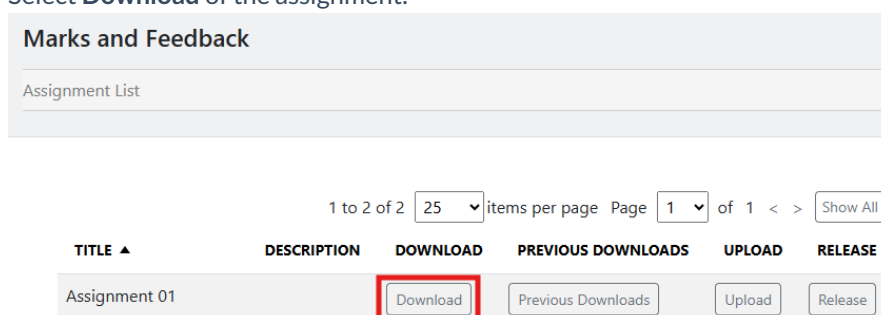 Select Download of the assignment.
Marks and Feedback
Assignment List
1 to 2 of 2 25 items per page Page 1 of 1 < > Show All
TITLE ▲ DESCRIPTION DOWNLOAD PREVIOUS DOWNLOADS UPLOAD RELEASE
Assignment 01 Download Previous Downloads Upload Release